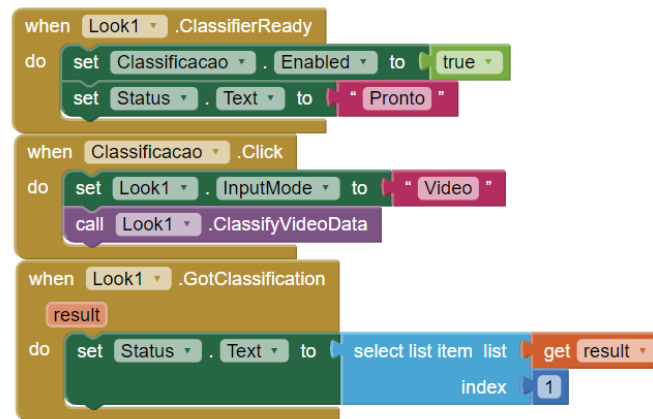 when Look1 .ClassifierReady
do set Classificacao . Enabled to true
set Status . Text to " Pronto "
when Classificacao .Click
do set Look1 . InputMode to " Video "
call Look1 .ClassifyVideoData
when Look1 .GotClassification
result
do set Status . Text to select list item list get result
index 1